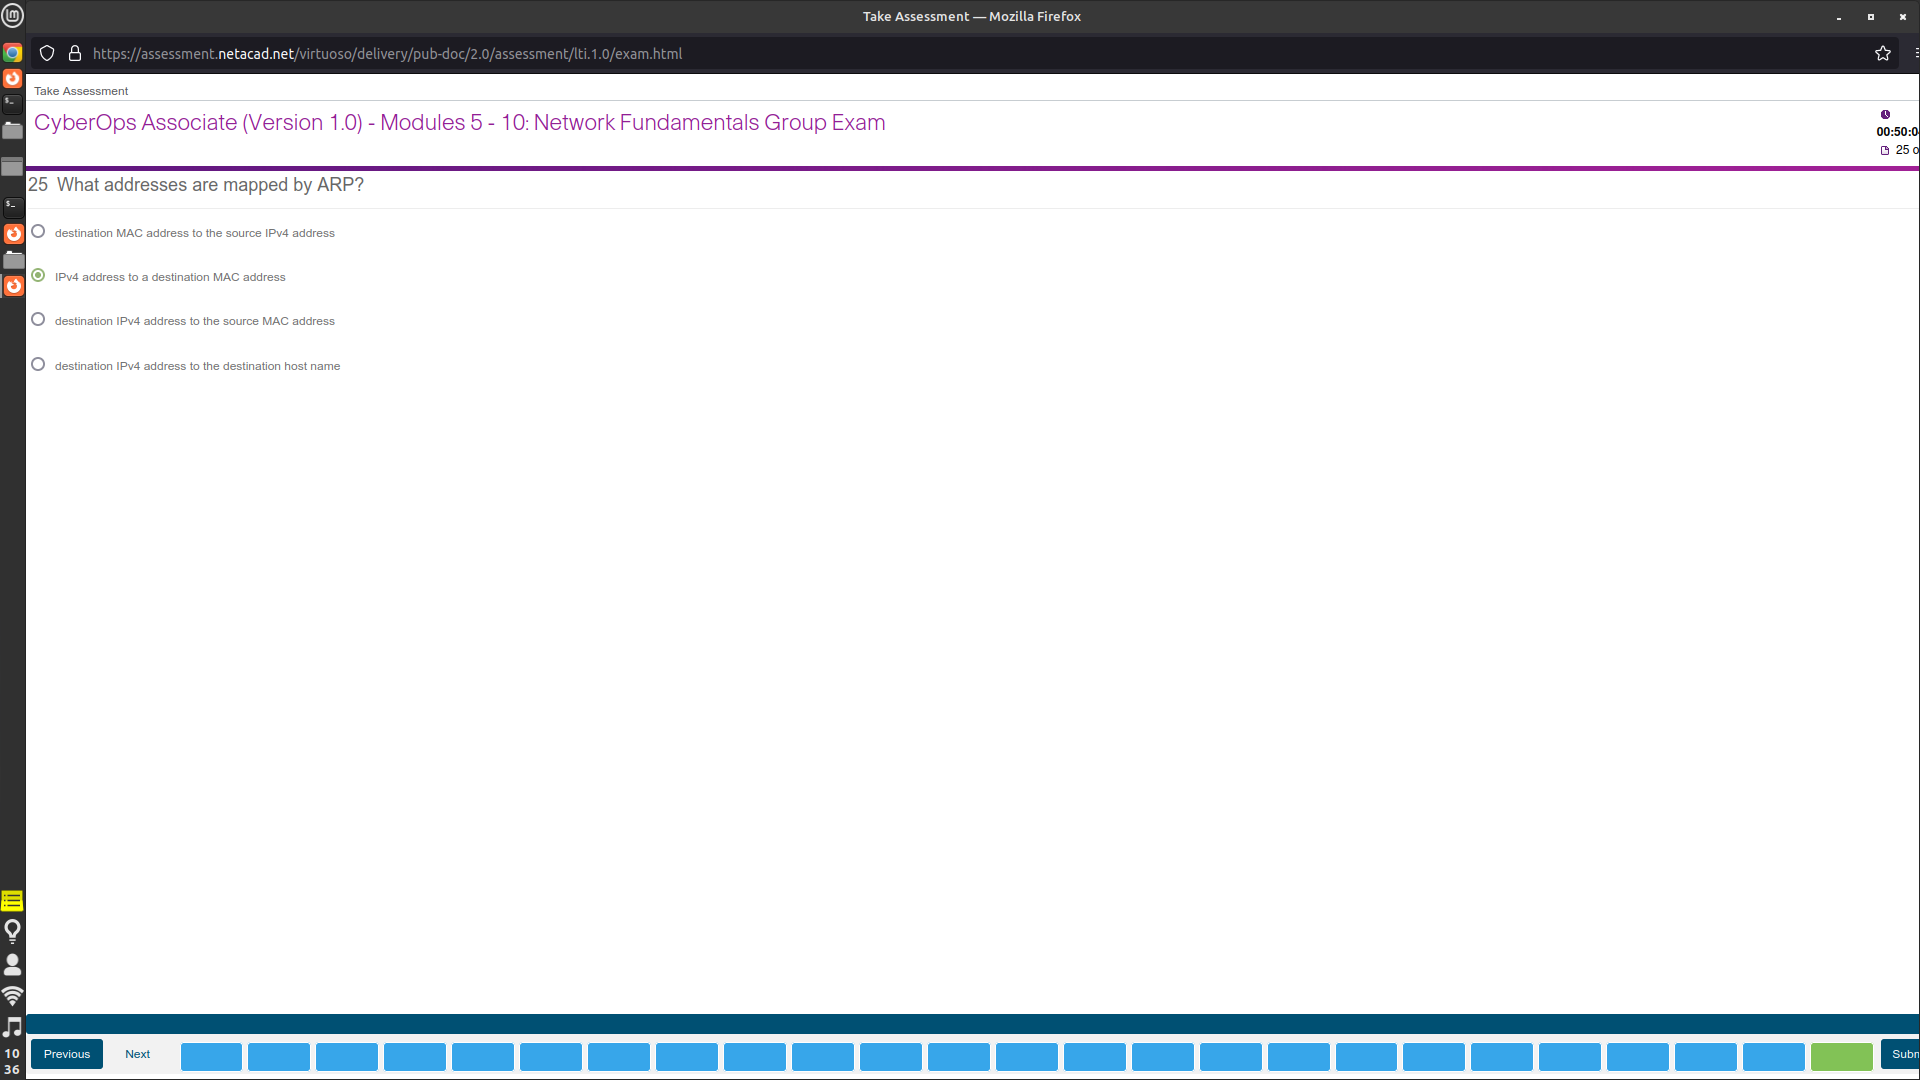 Take Assessment — Mozilla Firefox
https://assessment.netacad.net/virtuoso/delivery/pub-doc/2.0/assessment/lti.1.0/exam.html
Take Assessment
CyberOps Associate (Version 1.0) - Modules 5 - 10: Network Fundamentals Group Exam
00:50:0
25 o
25 What addresses are mapped by ARP?
destination MAC address to the source IPv4 address
IPv4 address to a destination MAC address
destination IPv4 address to the source MAC address
destination IPv4 address to the destination host name
Previous
Next
Subm
10
36